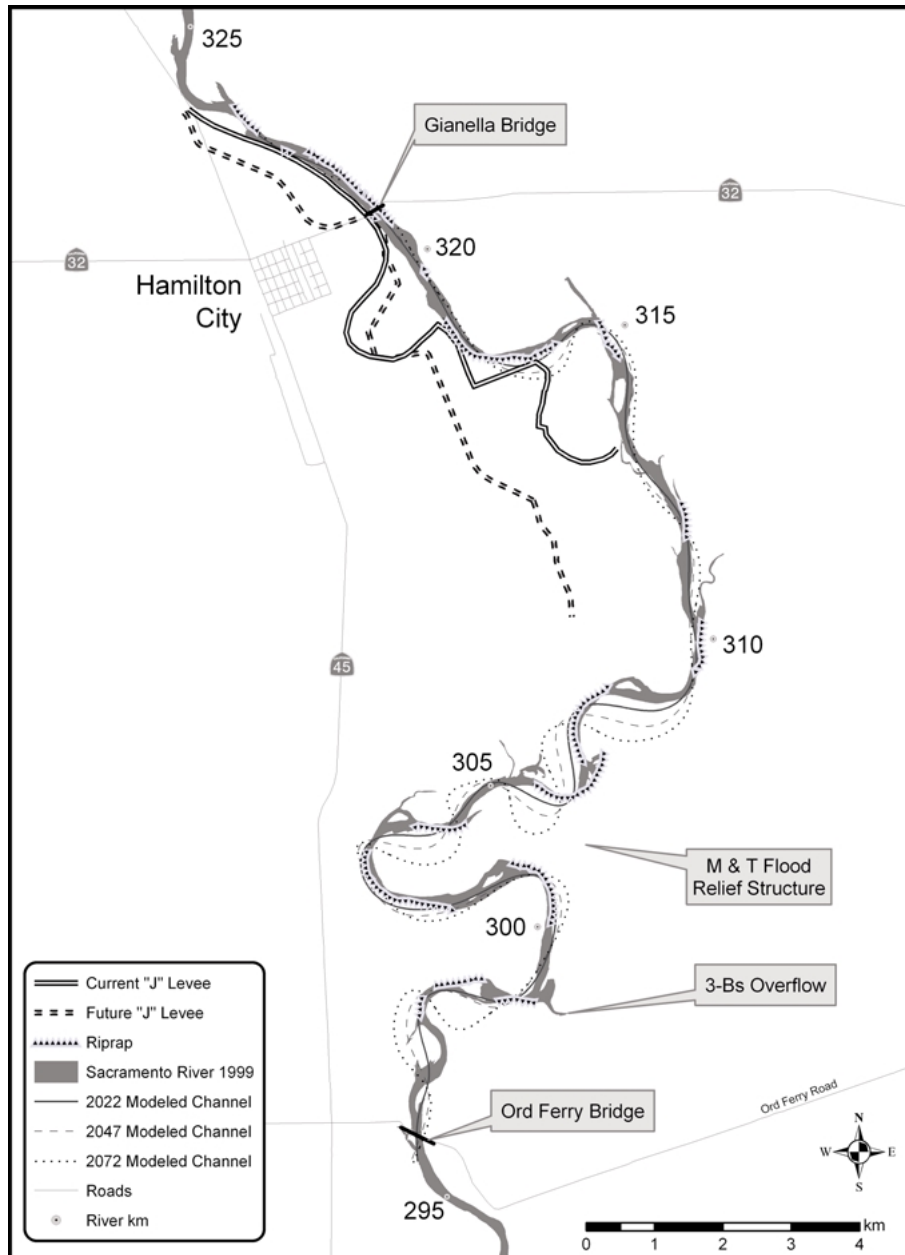 325
Gianella Bridge
32
32
320
Hamilton
City
315
310
45
305
M & T Flood
Relief Structure
300
3-Bs Overflow
Current "J" Levee
Future "J" Levee
Riprap
Sacramento River 1999
2022 Modeled Channel
2047 Modeled Channel
2072 Modeled Channel
Roads
River km
Ord Ferry Bridge
Ord Ferry Road
295
N
W
E
S
km
0 1 2 3 4